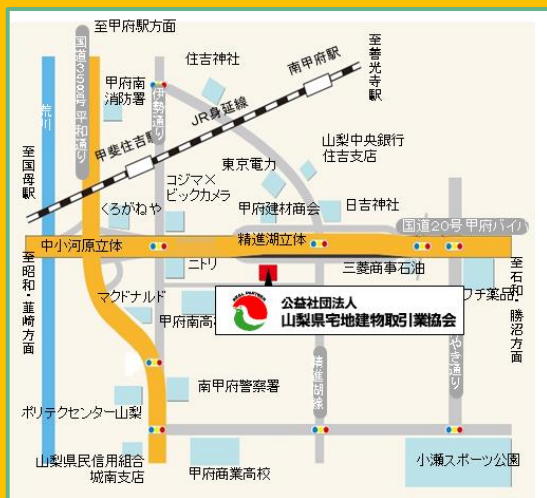 至甲府駅方面
住吉神社
南甲府駅
至善光寺駅
国道358号 平和通り
甲府南
消防署
伊勢通り
JR身延線
荒川
甲斐住吉駅
山梨中央銀行
住吉支店
東京電力
至国母駅
コジマ×
ビックカメラ
くろがねや
甲府建材商会
日吉神社
国道20号 甲府バイパ
中小河原立体
精進湖立体
至昭和・韮崎方面
ニトリ
三菱商事石油
至石和・勝沼方面
マクドナルド
REAL PARTNER
公益社団法人
山梨県宅地建物取引業協会
フチ薬品
甲府南高校
やき通り
精進湖線
南甲府警察署
ポリテクセンター山梨
山梨県民信用組合
城南支店
甲府商業高校
小瀬スポーツ公園